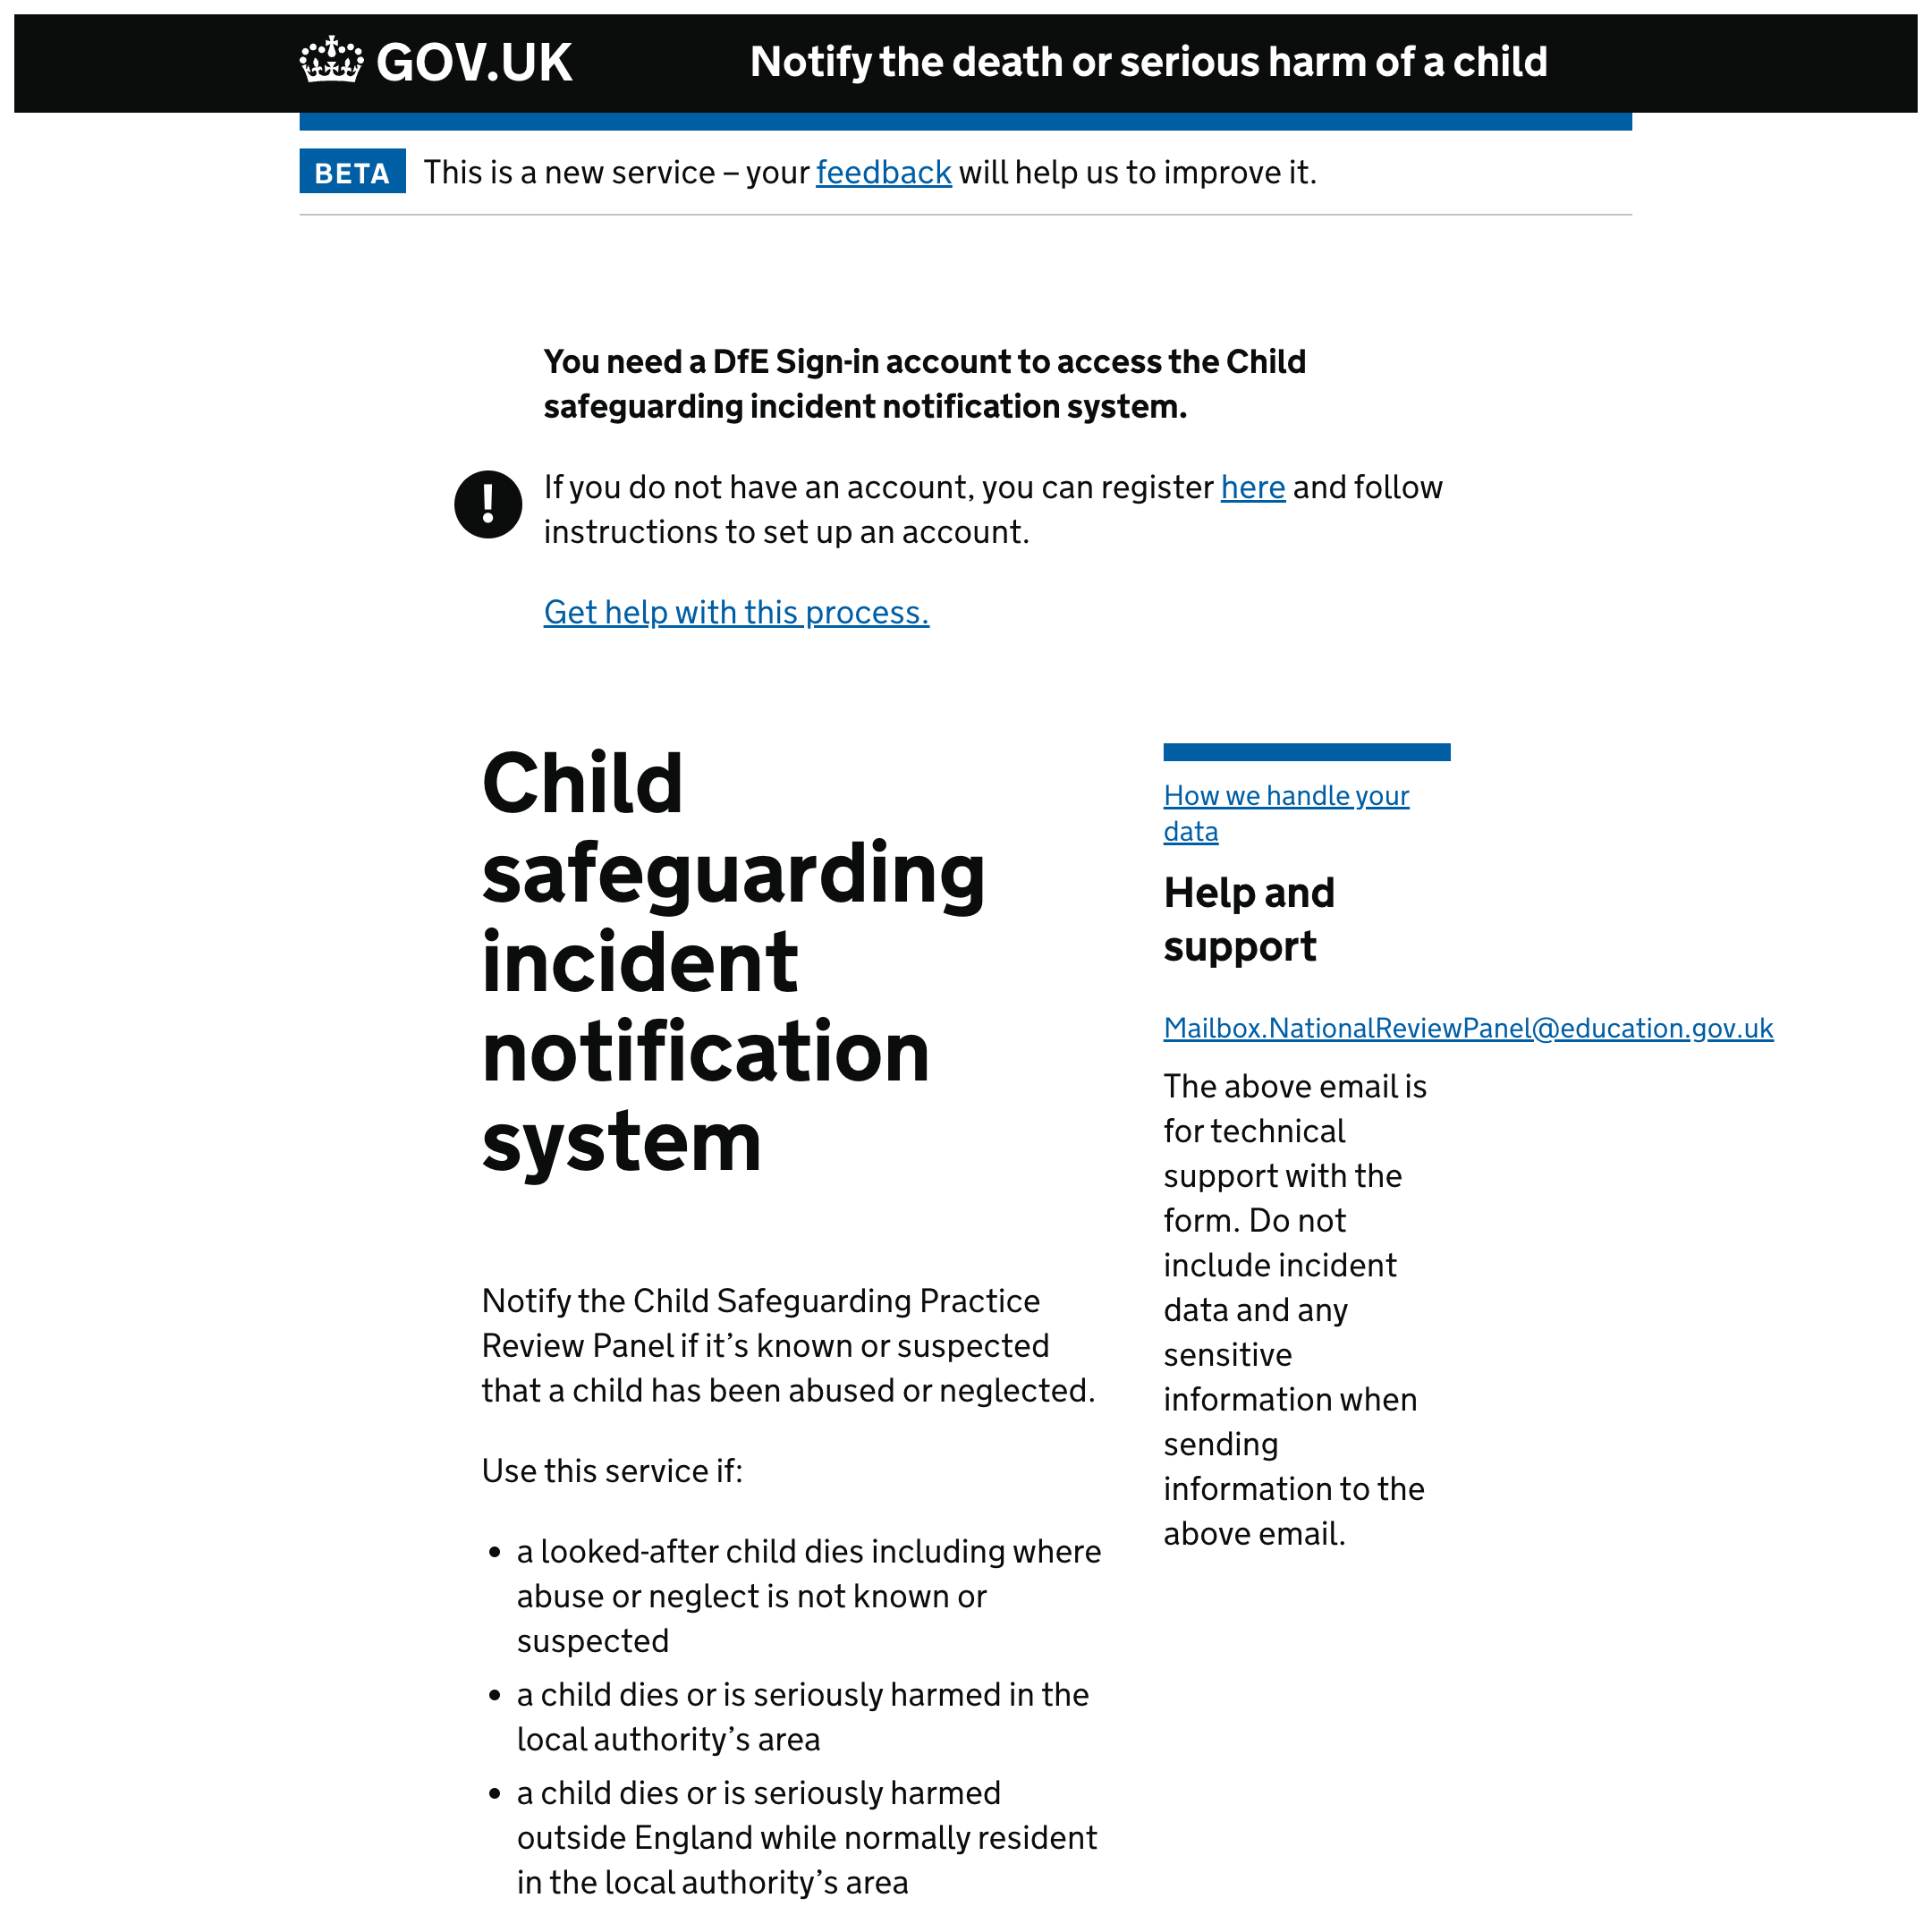 GOV.UK
Notify the death or serious harm of a child
BETA
This is a new service – your feedback will help us to improve it.
You need a DfE Sign-in account to access the Child
safeguarding incident notification system.
!
If you do not have an account, you can register here and follow
instructions to set up an account.
Get help with this process.
Child
safeguarding
incident
notification
system
Notify the Child Safeguarding Practice
Review Panel if it’s known or suspected
that a child has been abused or neglected.
Use this service if:
• a looked-after child dies including where
abuse or neglect is not known or
suspected
• a child dies or is seriously harmed in the
local authority’s area
• a child dies or is seriously harmed
outside England while normally resident
in the local authority’s area
How we handle your
data
Help and
support
Mailbox.NationalReviewPanel@education.gov.uk
The above email is
for technical
support with the
form. Do not
include incident
data and any
sensitive
information when
sending
information to the
above email.